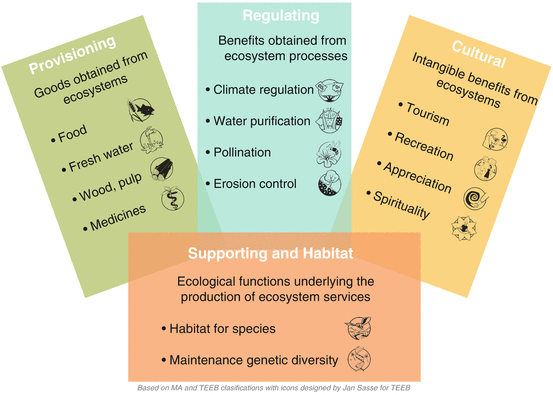 Provisioning
Goods obtained from
ecosystems
• Food
• Fresh water
• Wood, pulp
• Medicines
Regulating
Benefits obtained from
ecosystem processes
• Climate regulation
• Water purification
• Pollination
• Erosion control
Cultural
Intangible benefits from
ecosystems
• Tourism
• Recreation
• Appreciation
• Spirituality
Supporting and Habitat
Ecological functions underlying the
production of ecosystem services
• Habitat for species
• Maintenance genetic diversity
Based on MA and TEEB clasifications with icons designed by Jan Sasse for TEEB